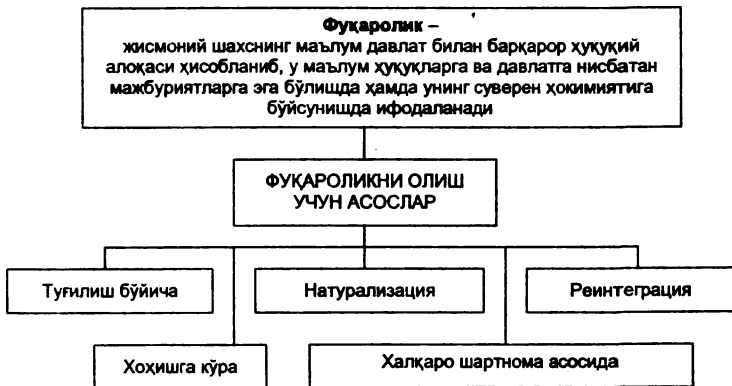 Фуқаролик –
жисмоний шахснинг маълум давлат билан барқарор ҳуқуқий
алоқаси ҳисобланиб, у маълум ҳуқуқларга ва давлатга нисбатан
мажбуриятларга эга бўлишда ҳамда унинг суверен ҳокимиятига
бўйсунишда ифодаланади
ФУҚАРОЛИКНИ ОЛИШ
УЧУН АСОСЛАР
Туғилиш бўйича
Натурализация
Реинтеграция
Хоҳишга кўра
Халқаро шартнома асосида